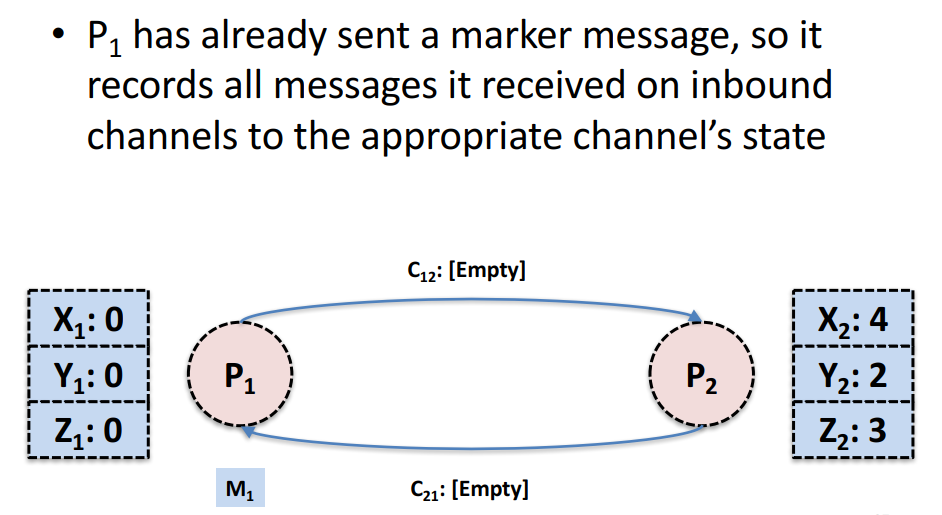 • P₁ has already sent a marker message, so it
records all messages it received on inbound
channels to the appropriate channel’s state
C₁₂: [Empty]
X₁: 0
Y₁: 0
Z₁: 0
P₁
P₂
X₂: 4
Y₂: 2
Z₂: 3
M₁
C₂₁: [Empty]